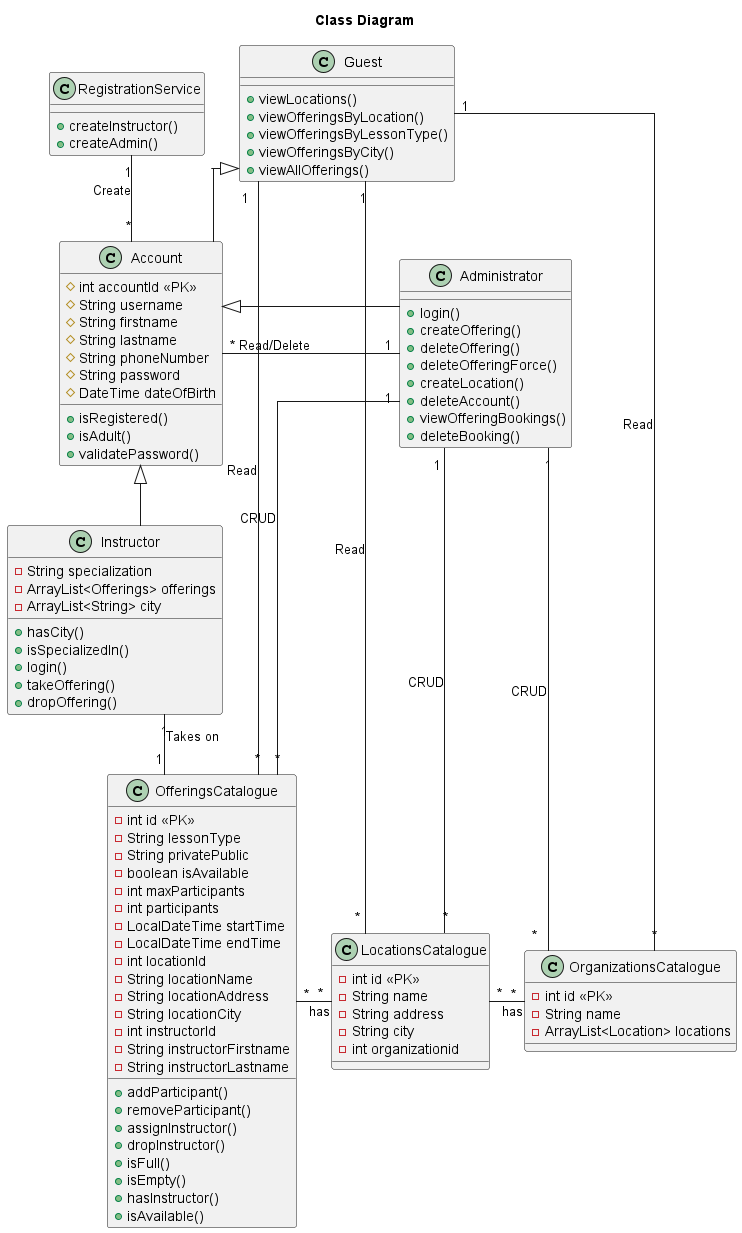 Class Diagram
C RegistrationService
createInstructor()
createAdmin()
C Guest
viewLocations()
viewOfferingsByLocation()
viewOfferingsByLessonType()
viewOfferingsByCity()
viewAllOfferings()
1
Create
*
1
1
1
C Account
int accountId «PK»
String username
String firstname
String lastname
String phoneNumber
String password
DateTime dateOfBirth
isRegistered()
isAdult()
validatePassword()
C Administrator
login()
createOffering()
deleteOffering()
deleteOfferingForce()
createLocation()
deleteAccount()
viewOfferingBookings()
deleteBooking()
* Read/Delete 1
1
1
1
Read
Read
CRUD
Read
CRUD
CRUD
C Instructor
String specialization
ArrayList<Offerings> offerings
ArrayList<String> city
hasCity()
isSpecializedIn()
login()
takeOffering()
dropOffering()
1
Takes on
1
*
*
C OfferingsCatalogue
int id «PK»
String lessonType
String privatePublic
boolean isAvailable
int maxParticipants
int participants
LocalDateTime startTime
LocalDateTime endTime
int locationId
String locationName
String locationAddress
String locationCity
int instructorId
String instructorFirstname
String instructorLastname
addParticipant()
removeParticipant()
assignInstructor()
dropInstructor()
isFull()
isEmpty()
hasInstructor()
isAvailable()
* *
has
*
*
C LocationsCatalogue
int id «PK»
String name
String address
String city
int organizationid
* *
has
*
*
C OrganizationsCatalogue
int id «PK»
String name
ArrayList<Location> locations